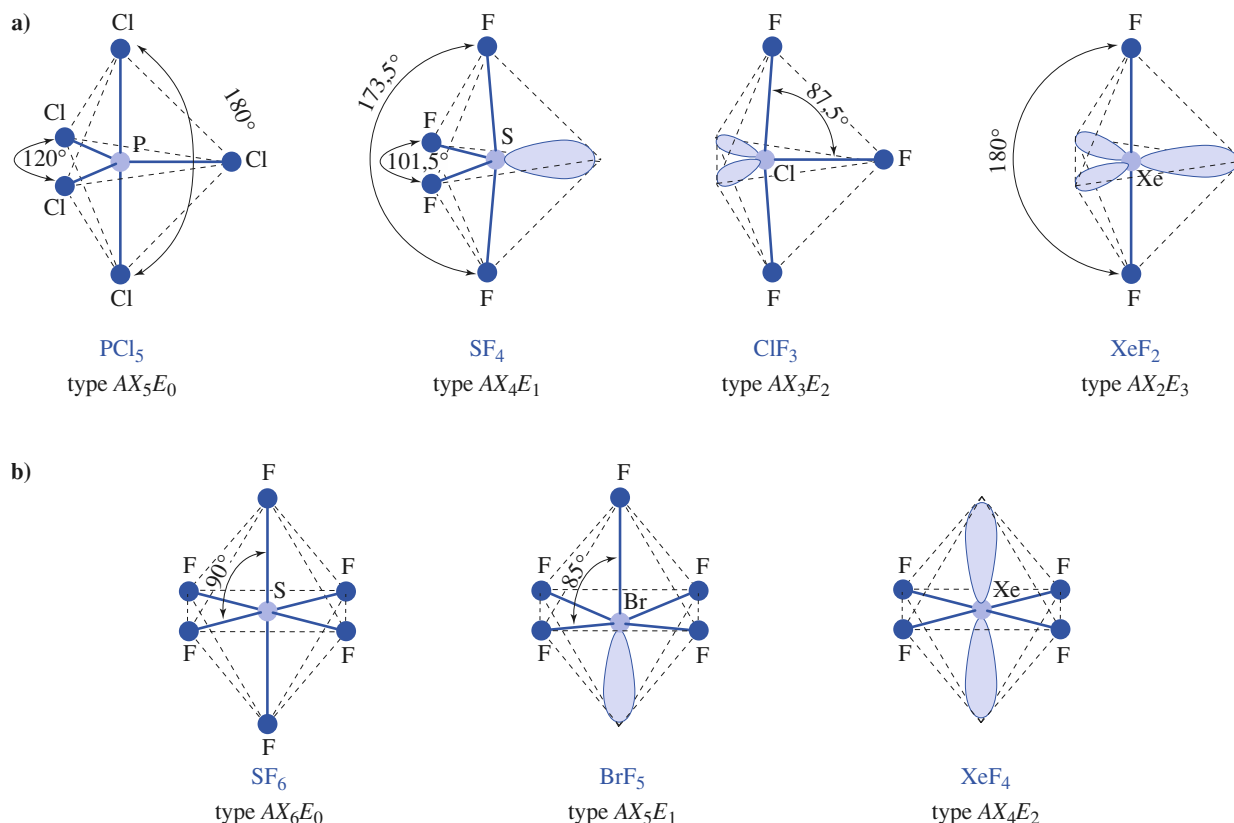 a)
Cl
Cl
Cl
P
Cl
Cl
120°
180°
PCl5
type AX5E0
F
F
F
S
F
173,5°
101,5°
SF4
type AX4E1
F
Cl
F
F
87,5°
ClF3
type AX3E2
F
Xe
F
180°
XeF2
type AX2E3
b)
F
F
F
S
F
F
F
90°
SF6
type AX6E0
F
F
F
Br
F
F
85°
BrF5
type AX5E1
F
F
Xe
F
F
XeF4
type AX4E2